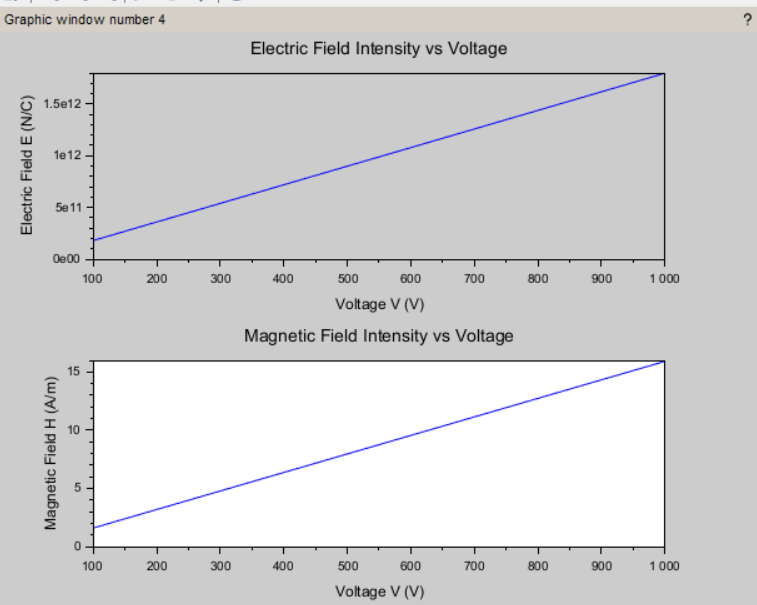 Graphic window number 4
?
Electric Field Intensity vs Voltage
Electric Field E (N/C)
1.5e12
1e12
5e11
0e00
100 200 300 400 500 600 700 800 900 1 000
Voltage V (V)
Magnetic Field Intensity vs Voltage
Magnetic Field H (A/m)
15
10
5
0
100 200 300 400 500 600 700 800 900 1 000
Voltage V (V)